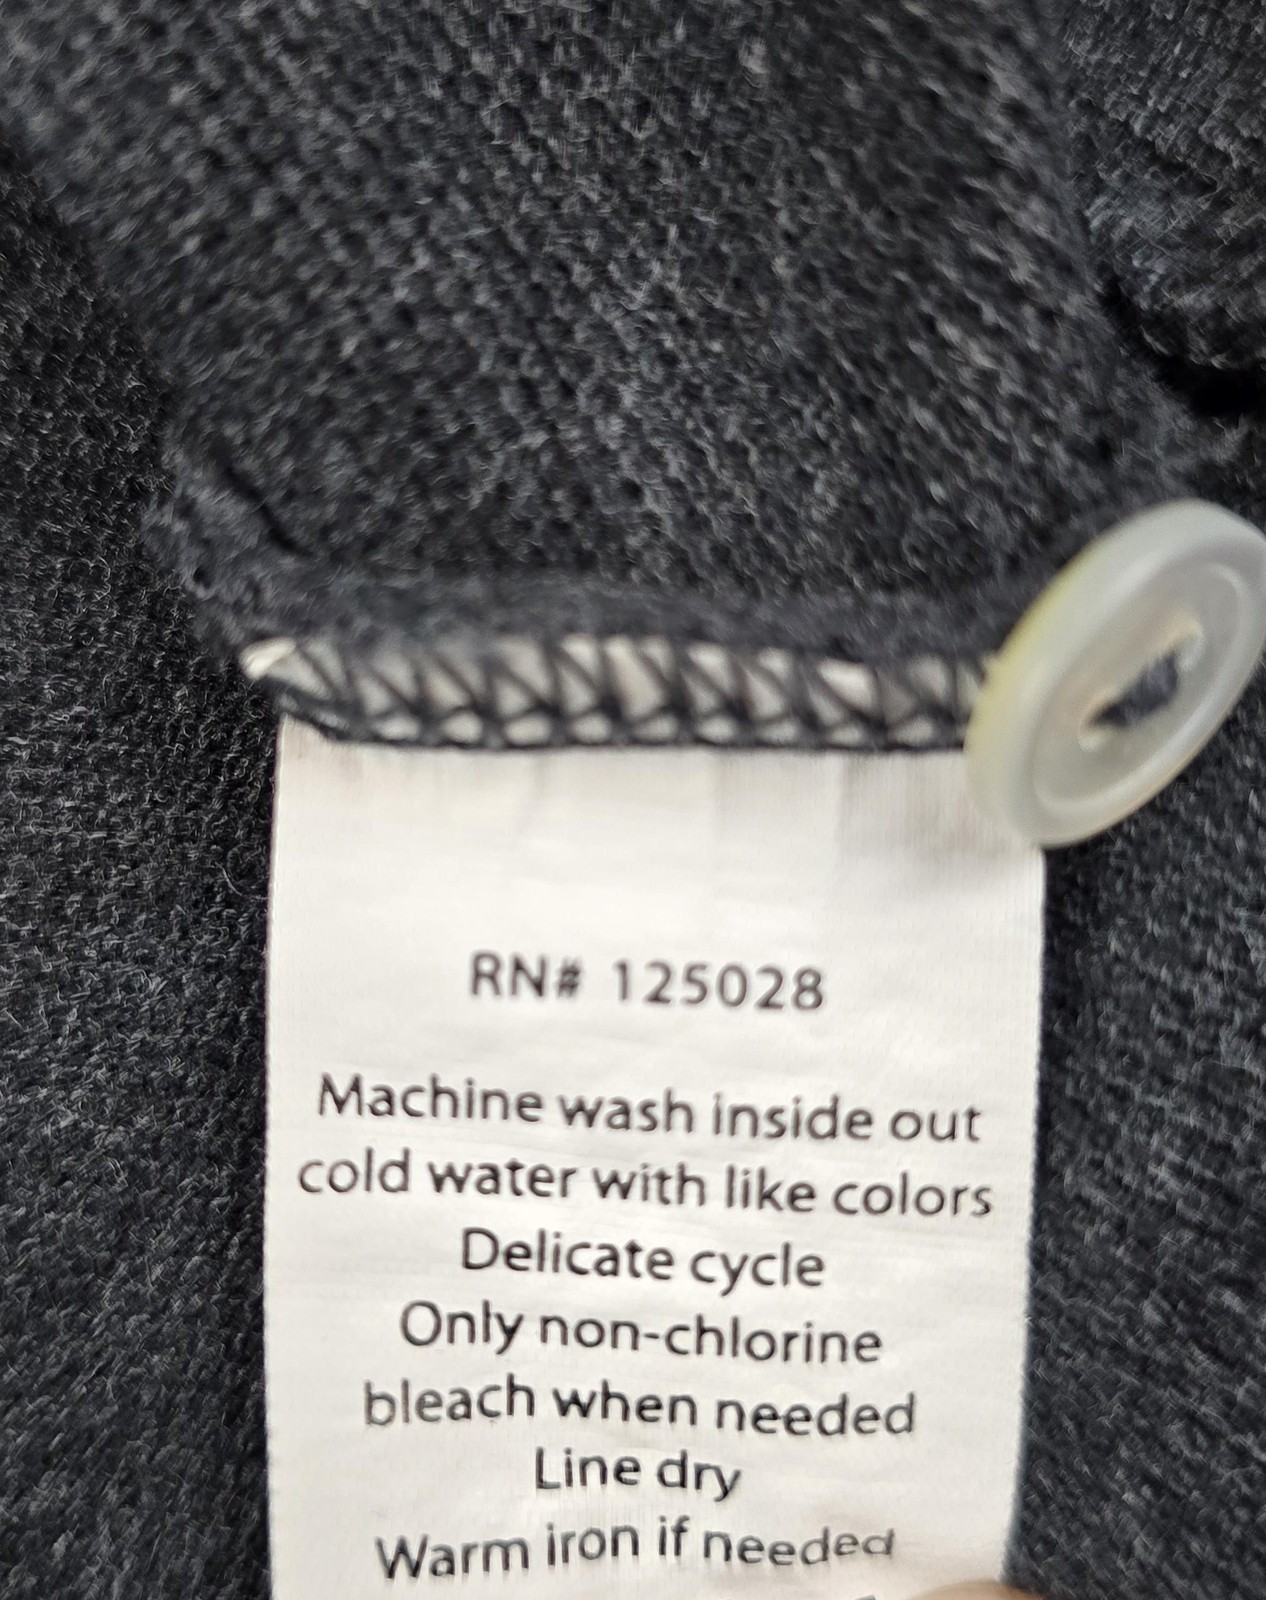 RN# 125028
Machine wash inside out
cold water with like colors
Delicate cycle
Only non-chlorine
bleach when needed
Line dry
Warm iron if needed